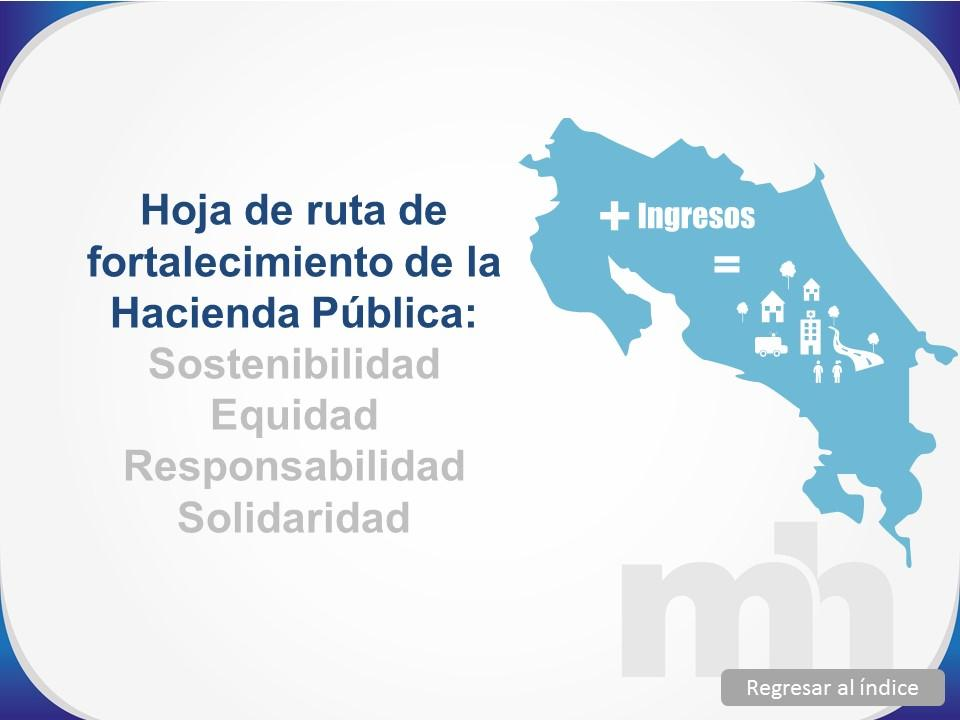 Hoja de ruta de
fortalecimiento de la
Hacienda Pública:
Sostenibilidad
Equidad
Responsabilidad
Solidaridad
+ Ingresos
=
mh
Regresar al índice